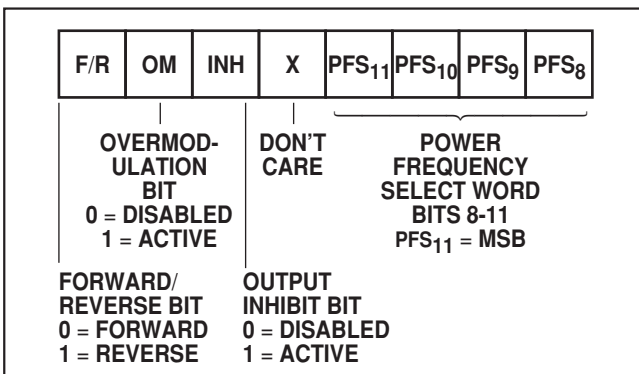 F/R OM INH X PFS11 PFS10 PFS9 PFS8
OVERMOD-
ULATION
BIT
0 = DISABLED
1 = ACTIVE
DON'T
CARE
POWER
FREQUENCY
SELECT WORD
BITS 8-11
PFS11 = MSB
FORWARD/
REVERSE BIT
0 = FORWARD
1 = REVERSE
OUTPUT
INHIBIT BIT
0 = DISABLED
1 = ACTIVE